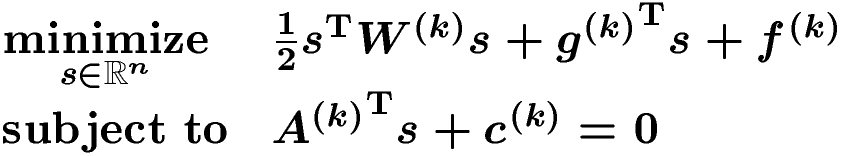 minimize ½sᵀW⁽ᵏ⁾s + g⁽ᵏ⁾ᵀs + f⁽ᵏ⁾
s∈ℝⁿ
subject to A⁽ᵏ⁾ᵀs + c⁽ᵏ⁾ = 0